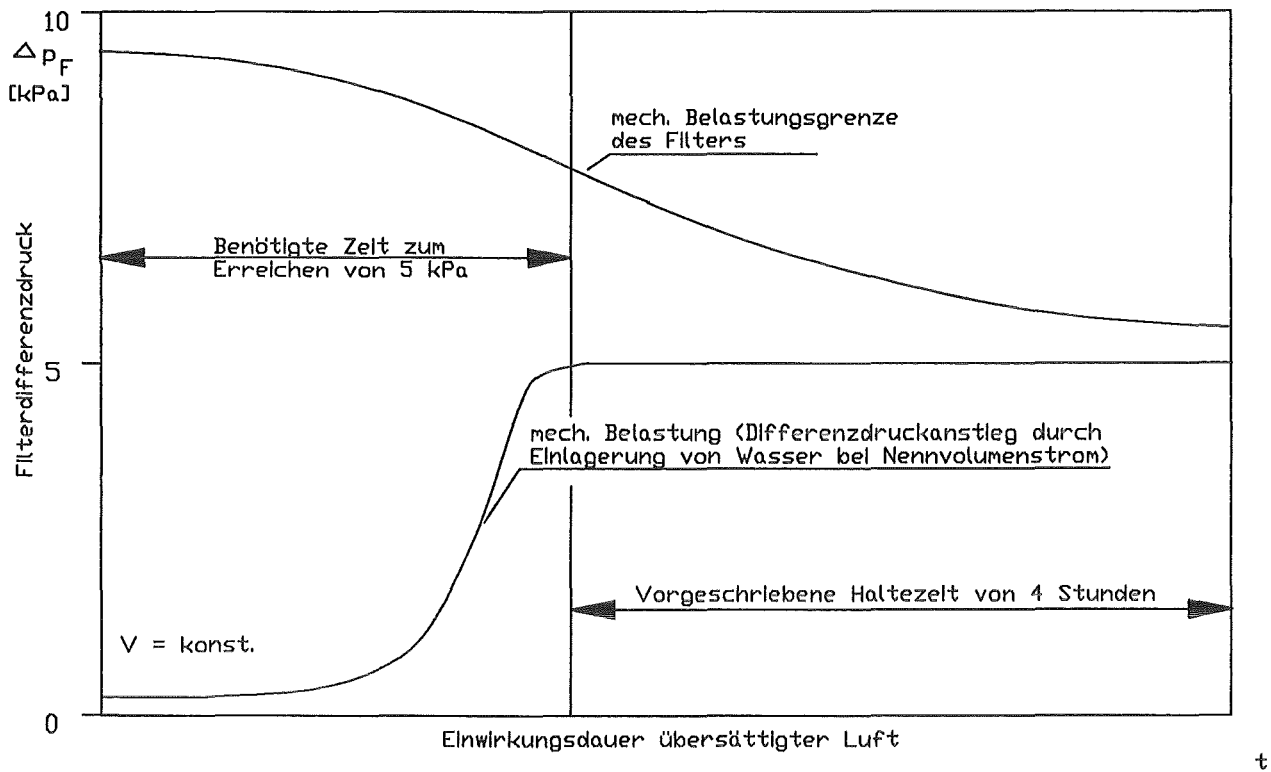 10
Δ pF
[kPa]
mech. Belastungsgrenze
des Filters
Benötigte Zeit zum
Erreichen von 5 kPa
Filterdifferenzdruck
5
mech. Belastung (Differenzdruckanstieg durch
Einlagerung von Wasser bei Nennvolumenstrom)
Vorgeschriebene Haltezeit von 4 Stunden
V = konst.
0
Einwirkungsdauer übersättigter Luft
t